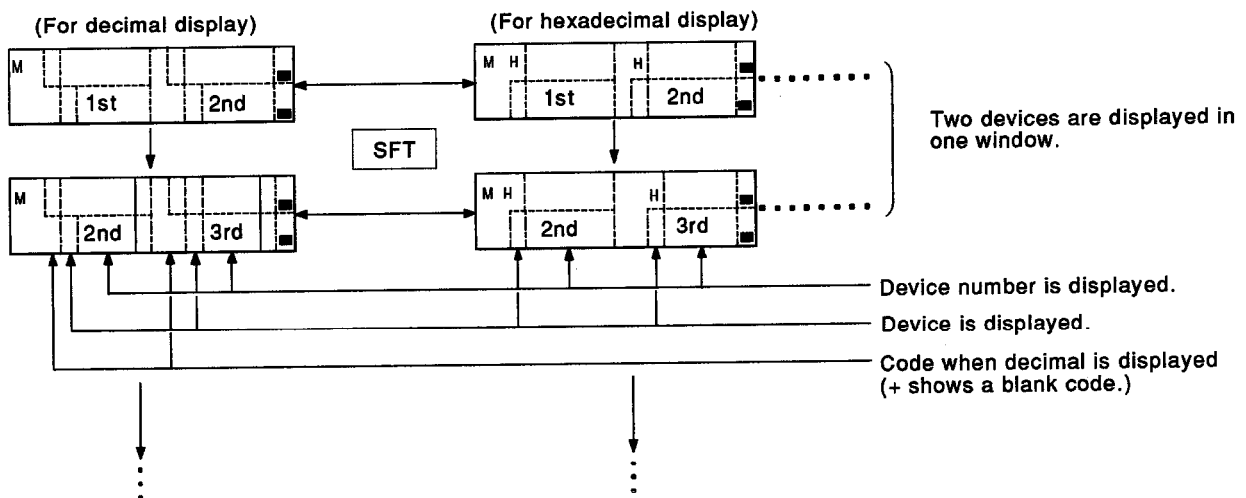 (For decimal display)
(For hexadecimal display)
M
1st
2nd
M H
H
1st
2nd
SFT
Two devices are displayed in
one window.
M
2nd
3rd
M H
H
2nd
3rd
Device number is displayed.
Device is displayed.
Code when decimal is displayed
(+ shows a blank code.)